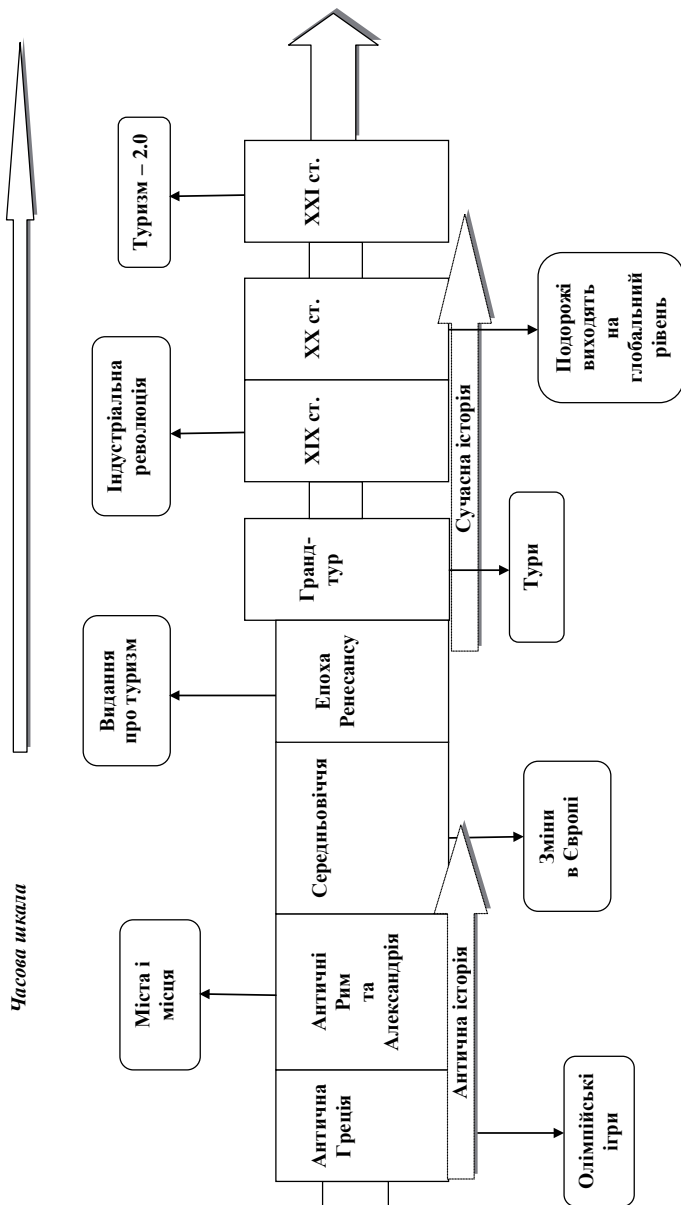 Часова шкала
Міста і
місця
Видання
про туризм
Індустріальна
революція
Туризм – 2.0
Антична
Греція
Античні
Рим
та
Александрія
Середньовіччя
Епоха
Ренесансу
Гранд-
тур
XIX ст.
XX ст.
XXI ст.
Антична історія
Сучасна історія
Олімпійські
ігри
Зміни
в Європі
Тури
Подорожі
виходять
на
глобальний
рівень